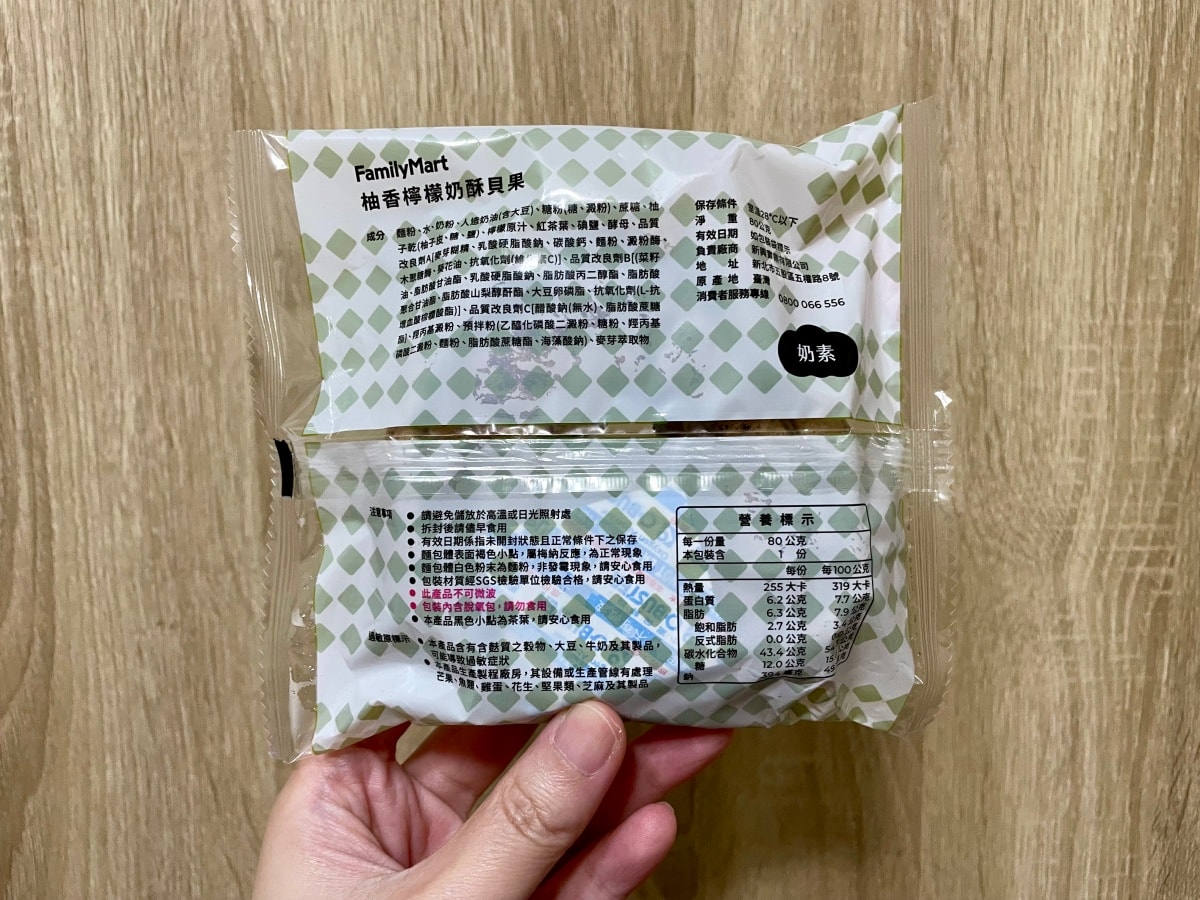 FamilyMart
柚香檸檬奶酥貝果
成分 麵粉、水、奶粉、人造奶油(含大豆)、糖粉(糖、澱粉)、蔗糖、柚
子乾(柚子皮、糖、鹽)、檸檬原汁、紅茶葉、碘鹽、酵母、品質
改良劑A[麥芽糊精、乳酸硬脂酸鈉、碳酸鈣、麵粉、澱粉酶、
木聚醣酶、葵花油、抗氧化劑(維他素C)]、品質改良劑B[(菜籽
油、脂肪酸甘油酯、乳酸硬脂酸鈉、脂肪酸丙二醇酯、脂肪酸
聚合甘油酯、脂肪酸山梨醇酐酯、大豆卵磷脂、抗氧化劑(L-抗
壞血酸棕櫚酸酯)]、品質改良劑C[醋酸鈉(無水)、脂肪酸蔗糖
酯]、羥丙基澱粉、預拌粉(乙醯化磷酸二澱粉、糖粉、羥丙基
磷酸二澱粉、麵粉、脂肪酸蔗糖酯、海藻酸鈉)、麥芽萃取物
保存條件 28°C以下
淨重 80公克
有效日期
負責廠商 有限公司
地址 新北市五股區五權路8號
原產地 臺灣
消費者服務專線 0800 066 556
奶素
注意事項
● 請避免儲放於高溫或日光照射處
● 拆封後請儘早食用
● 有效日期係指未開封狀態且正常條件下之保存
● 麵包體表面褐色小點，屬梅納反應，為正常現象
● 麵包體白色粉末為麵粉，非發霉現象，請安心食用
● 包裝材質經SGS檢驗單位檢驗合格，請安心食用
● 此產品不可微波
● 包裝內含脫氧包，請勿食用
● 本產品黑色小點為茶葉，請安心食用
過敏原標示
● 本產品含有含麩質之穀物、大豆、牛奶及其製品，
可能導致過敏症狀
● 本產品生產製程廠房，其設備或生產管線有處理
芒果、魚類、雞蛋、花生、堅果類、芝麻及其製品
營養標示
每一份量 80 公克
本包裝含 1 份
每份 每100公克
熱量 255 大卡 319 大卡
蛋白質 6.2 公克 7.7 公克
脂肪 6.3 公克 7.9 公克
飽和脂肪 2.7 公克
反式脂肪 0.0 公克
碳水化合物 43.4 公克
糖 12.0 公克
鈉